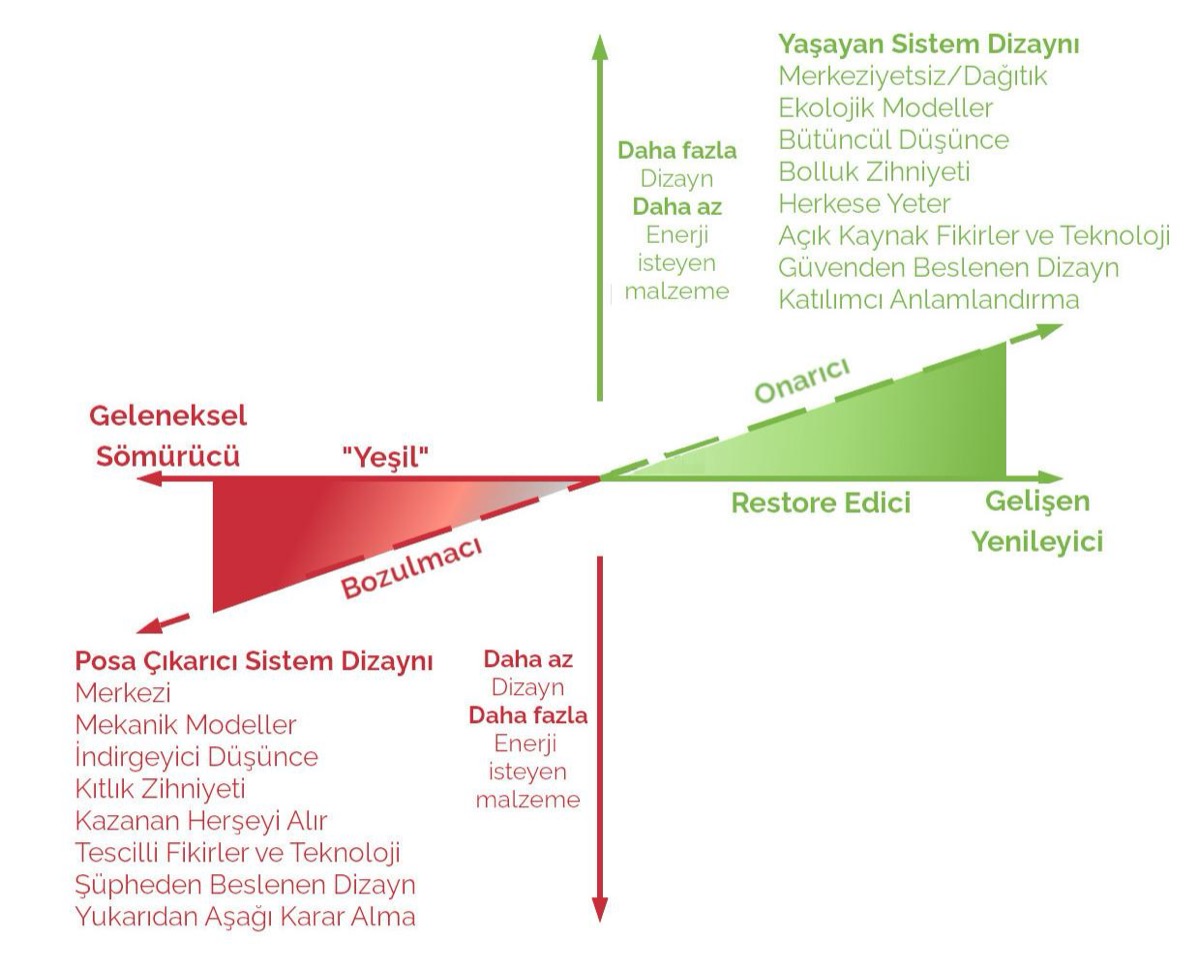 Yaşayan Sistem Dizaynı
Merkeziyetsiz/Dağıtık
Ekolojik Modeller
Bütüncül Düşünce
Bolluk Zihniyeti
Herkese Yeter
Açık Kaynak Fikirler ve Teknoloji
Güvenden Beslenen Dizayn
Katılımcı Anlamlandırma
Daha fazla
Dizayn
Daha az
Enerji
isteyen
malzeme
Onarıcı
Geleneksel
Sömürücü
"Yeşil"
Restore Edici
Gelişen
Yenileyici
Bozulmacı
Posa Çıkarıcı Sistem Dizaynı
Merkezi
Mekanik Modeller
İndirgeyici Düşünce
Kıtlık Zihniyeti
Kazanan Herşeyi Alır
Tescilli Fikirler ve Teknoloji
Şüpheden Beslenen Dizayn
Yukarıdan Aşağı Karar Alma
Daha az
Dizayn
Daha fazla
Enerji
isteyen
malzeme